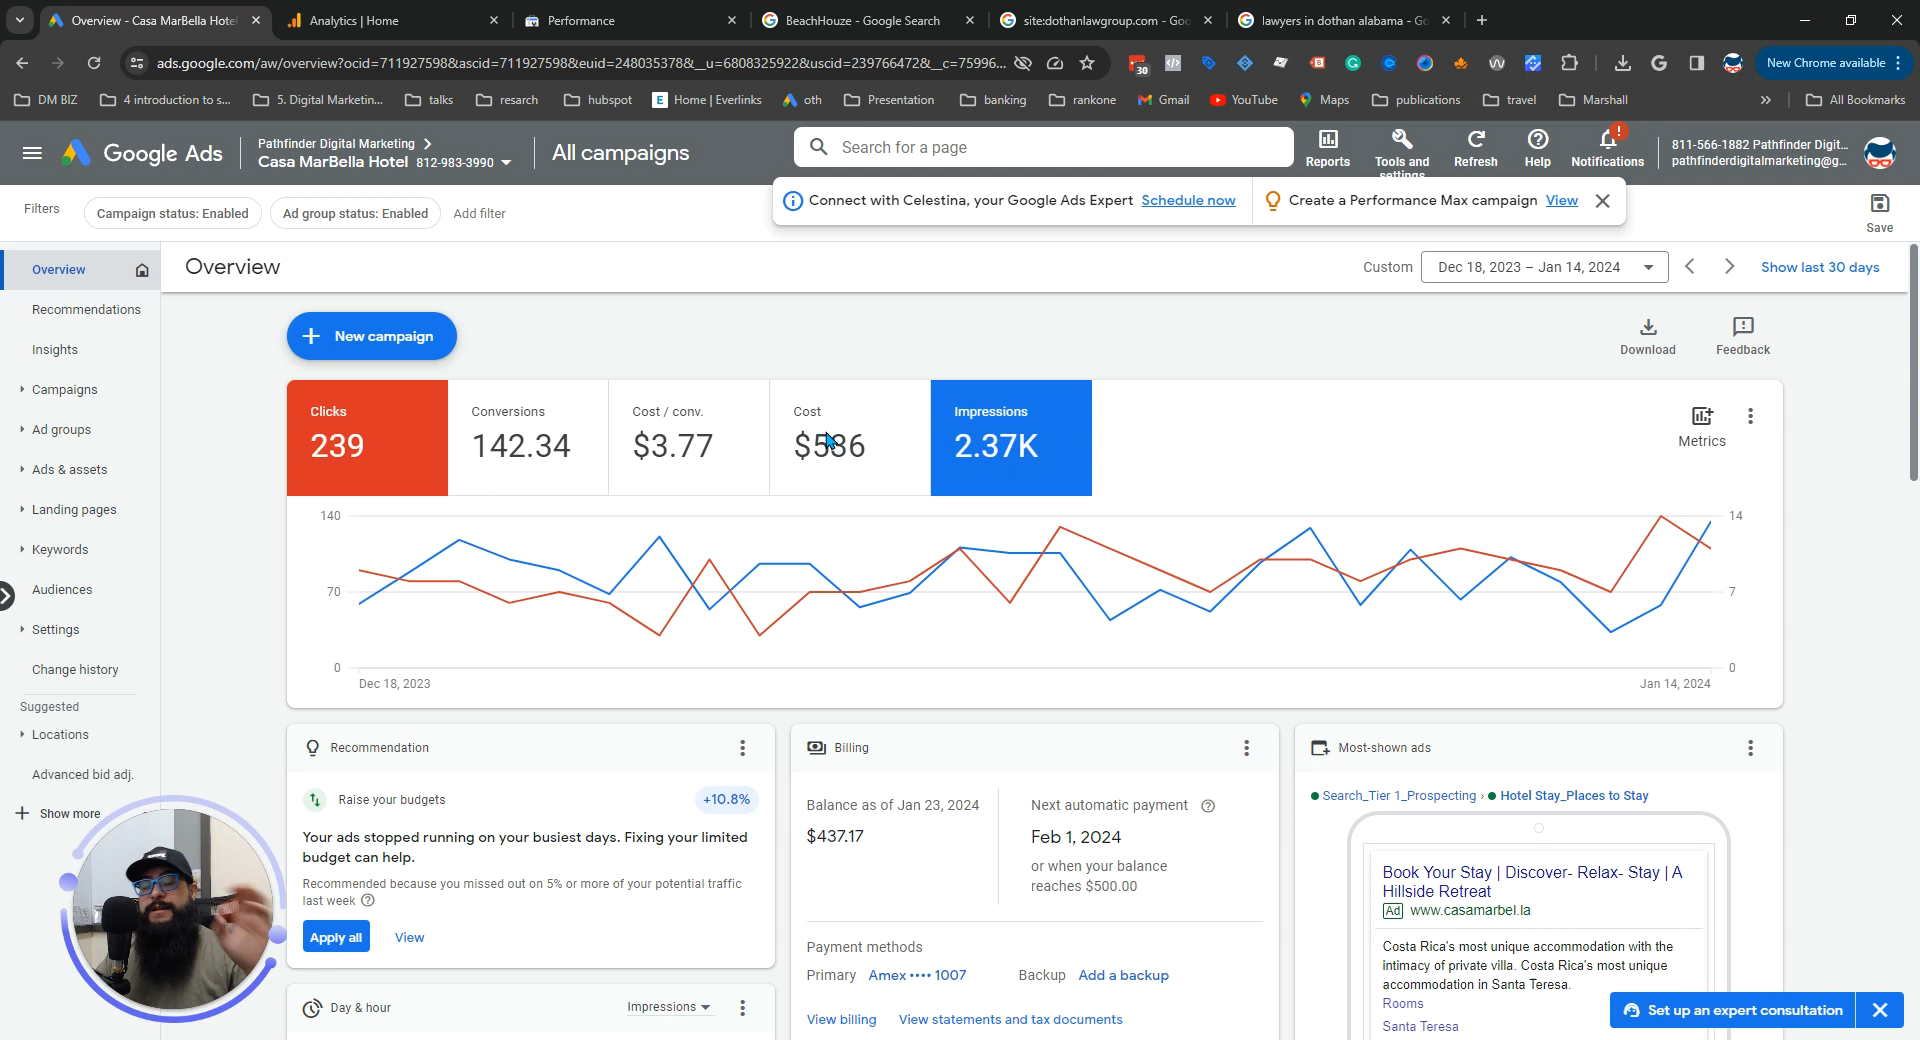 Overview - Casa MarBella Hotel
Analytics | Home
Performance
BeachHouze - Google Search
site:dothanlawgroup.com - Goo
lawyers in dothan alabama - Go
ads.google.com/aw/overview?ocid=711927598&ascid=711927598&euid=248035378&__u=6808325922&uscid=239766472&__c=75996...
30
New Chrome available
DM BIZ
4 introduction to s...
5. Digital Marketin...
talks
resarch
hubspot
Home | Everlinks
oth
Presentation
banking
rankone
Gmail
YouTube
Maps
publications
travel
Marshall
»
All Bookmarks
Google Ads
Pathfinder Digital Marketing
Casa MarBella Hotel 812-983-3990
All campaigns
Search for a page
Reports
Tools and
settings
Refresh
Help
Notifications
811-566-1882 Pathfinder Digit...
pathfinderdigitalmarketing@g...
Filters
Campaign status: Enabled
Ad group status: Enabled
Add filter
Connect with Celestina, your Google Ads Expert Schedule now
Create a Performance Max campaign View
Save
Overview
Recommendations
Insights
Campaigns
Ad groups
Ads & assets
Landing pages
Keywords
Audiences
Settings
Change history
Suggested
Locations
Advanced bid adj.
Show more
Overview
Custom
Dec 18, 2023 – Jan 14, 2024
Show last 30 days
New campaign
Download
Feedback
Clicks
239
Conversions
142.34
Cost / conv.
$3.77
Cost
$536
Impressions
2.37K
Metrics
140
70
0
14
7
0
Dec 18, 2023
Jan 14, 2024
Recommendation
Raise your budgets
+10.8%
Your ads stopped running on your busiest days. Fixing your limited
budget can help.
Recommended because you missed out on 5% or more of your potential traffic
last week
Apply all
View
Day & hour
Impressions
Billing
Balance as of Jan 23, 2024
$437.17
Next automatic payment
Feb 1, 2024
or when your balance
reaches $500.00
Payment methods
Primary Amex •••• 1007
Backup Add a backup
View billing
View statements and tax documents
Most-shown ads
Search_Tier 1_Prospecting › Hotel Stay_Places to Stay
Book Your Stay | Discover- Relax- Stay | A
Hillside Retreat
Ad www.casamarbel.la
Costa Rica's most unique accommodation with the
intimacy of private villa. Costa Rica's most unique
accommodation in Santa Teresa.
Rooms
Santa Teresa
Set up an expert consultation